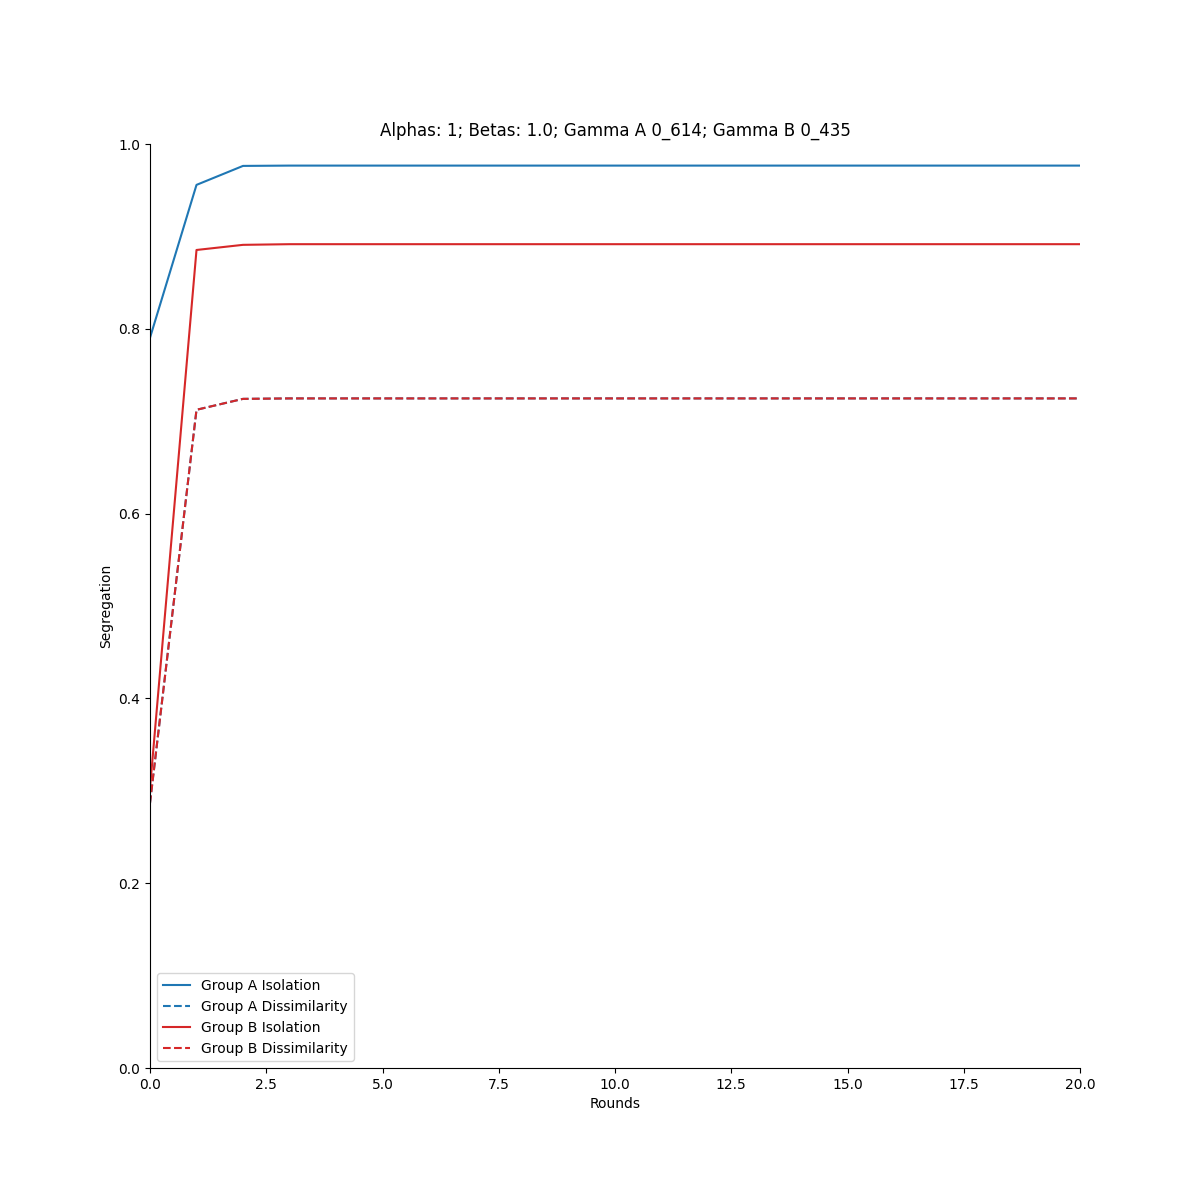 Alphas: 1; Betas: 1.0; Gamma A 0_614; Gamma B 0_435
1.0
0.8
0.6
0.4
0.2
0.0
Segregation
Group A Isolation
Group A Dissimilarity
Group B Isolation
Group B Dissimilarity
0.0 2.5 5.0 7.5 10.0 12.5 15.0 17.5 20.0
Rounds